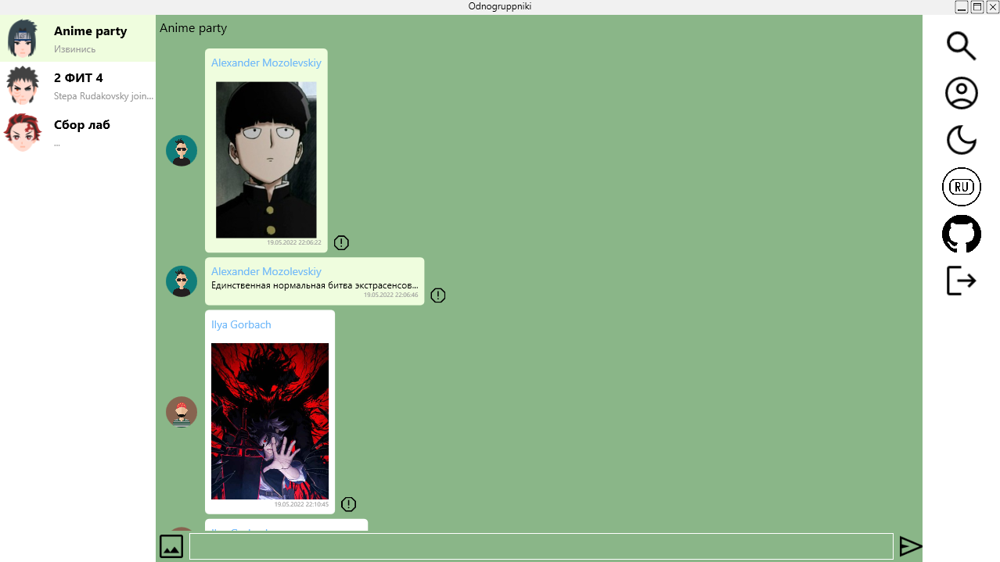 Odnogruppniki
Anime party
Извинись
2 ФИТ 4
Stepa Rudakovsky join...
Сбор лаб
...
Anime party
Alexander Mozolevskiy
19.05.2022 22:06:22
Alexander Mozolevskiy
Единственная нормальная битва экстрасенсов...
19.05.2022 22:06:46
Ilya Gorbach
19.05.2022 22:10:45
RU